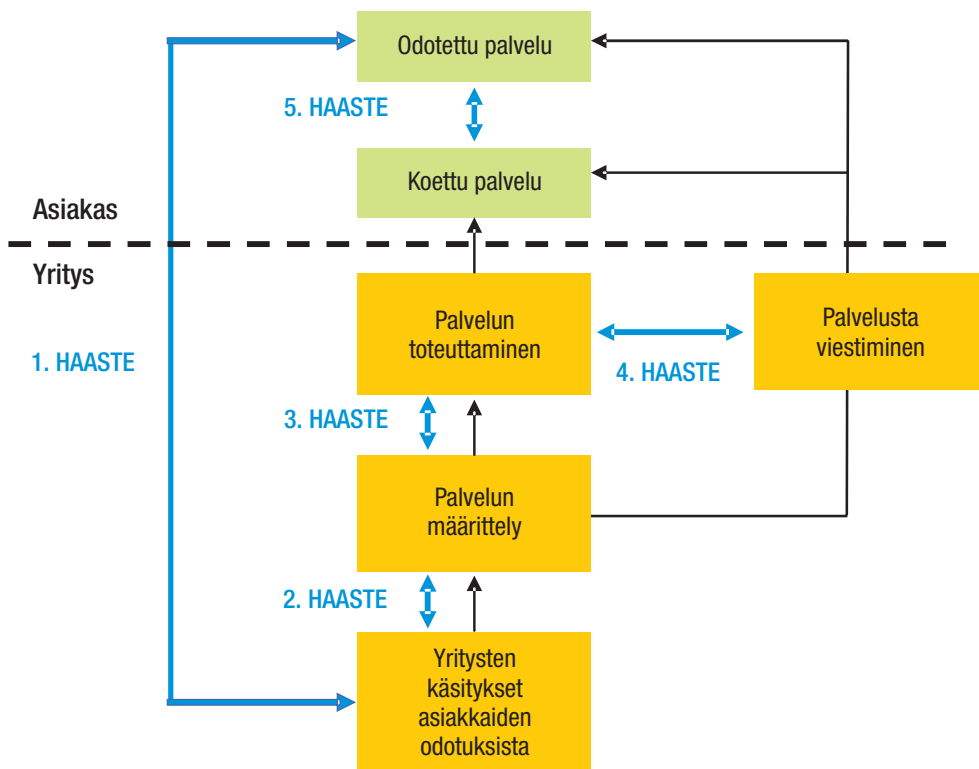 Odotettu palvelu
5. HAASTE
Koettu palvelu
Asiakas
Yritys
Palvelun
toteuttaminen
Palvelusta
viestiminen
1. HAASTE
4. HAASTE
3. HAASTE
Palvelun
määrittely
2. HAASTE
Yritysten
käsitykset
asiakkaiden
odotuksista